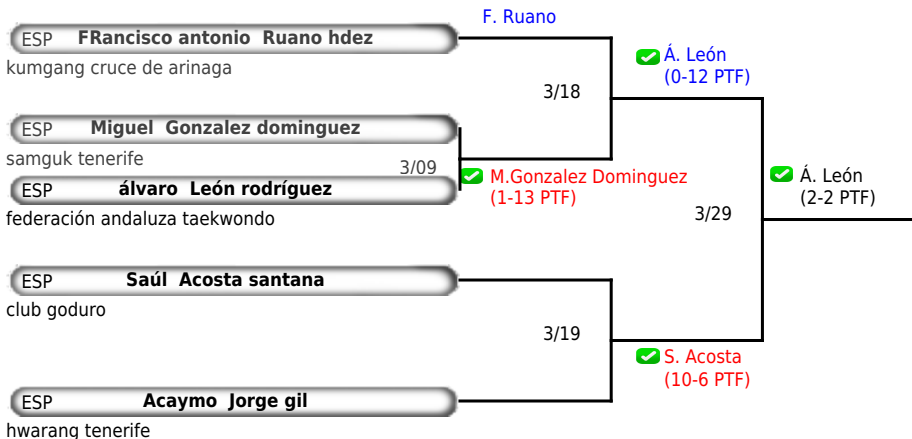 F. Ruano
ESP FRancisco antonio Ruano hdez
kumgang cruce de arinaga
Á. León
(0-12 PTF)
3/18
ESP Miguel Gonzalez dominguez
samguk tenerife
3/09
M.Gonzalez Dominguez
(1-13 PTF)
ESP álvaro León rodríguez
federación andaluza taekwondo
Á. León
(2-2 PTF)
3/29
ESP Saúl Acosta santana
club goduro
3/19
S. Acosta
(10-6 PTF)
ESP Acaymo Jorge gil
hwarang tenerife